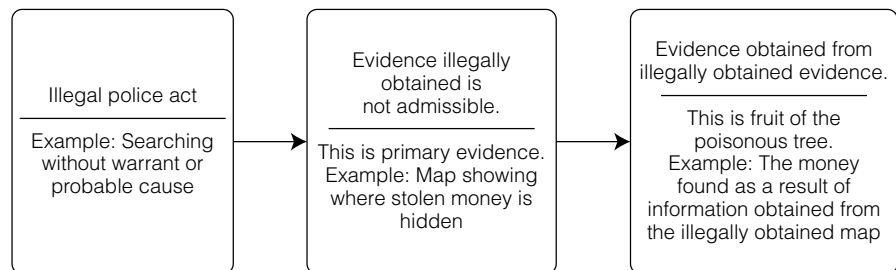 Illegal police act
Example: Searching
without warrant or
probable cause
Evidence illegally
obtained is
not admissible.
This is primary evidence.
Example: Map showing
where stolen money is
hidden
Evidence obtained from
illegally obtained evidence.
This is fruit of the
poisonous tree.
Example: The money
found as a result of
information obtained from
the illegally obtained map